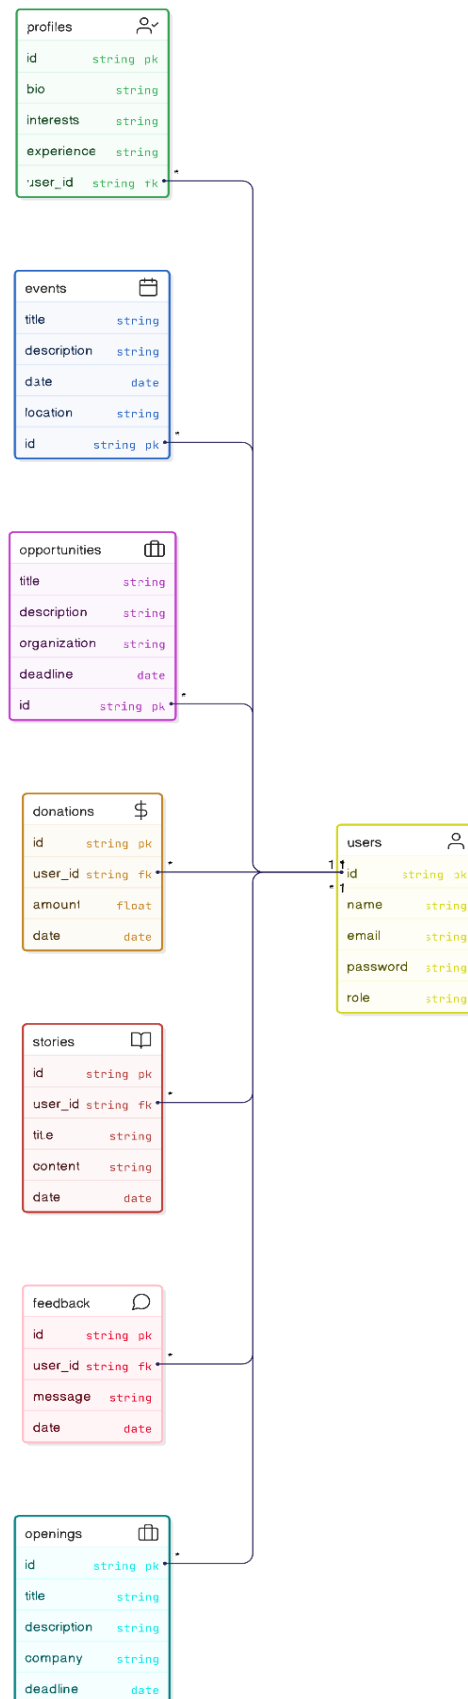 profiles
id string pk
bio string
interests string
experience string
user_id string fk
*
events
title string
description string
date date
location string
id string pk
*
opportunities
title string
description string
organization string
deadline date
id string pk
*
donations
id string pk
user_id string fk
*
amount float
date date
users
1 1
id string pk
* 1
name string
email string
password string
role string
stories
id string pk
user_id string fk
*
title string
content string
date date
feedback
id string pk
user_id string fk
*
message string
date date
openings
id string pk
*
title string
description string
company string
deadline date